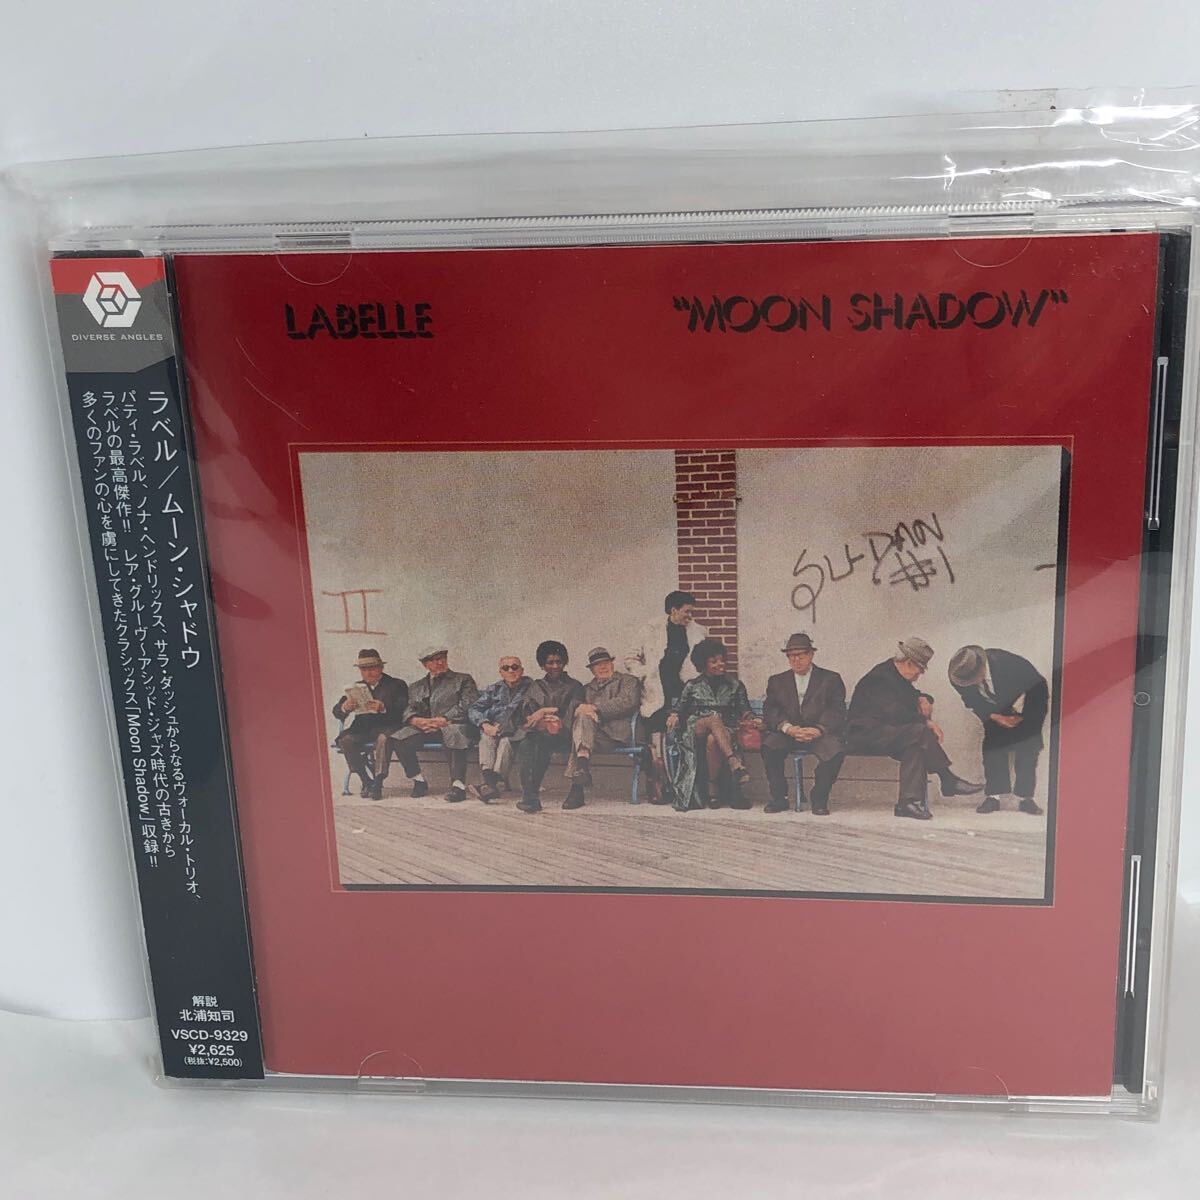 DIVERSE ANGLES
ラベル／ムーン・シャドウ
パティ・ラベル、ノナ・ヘンドリックス、サラ・ダッシュからなるヴォーカル・トリオ、
ラベルの最高傑作!! レア・グルーヴ〜アシッド・ジャズ時代の古きから
多くのファンの心を虜にしてきたクラシックス「Moon Shadow」収録!!
解説
北浦知司
VSCD-9329
¥2,625
(税抜:¥2,500)
LABELLE "MOON SHADOW"
II
#1